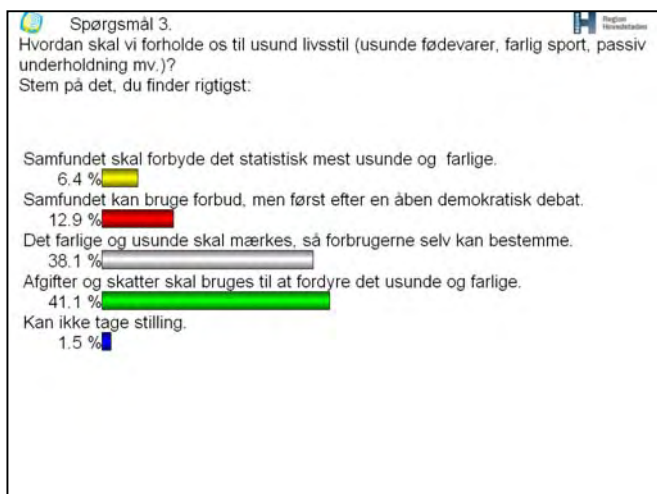 Spørgsmål 3.
Region
Hovedstaden
Hvordan skal vi forholde os til usund livsstil (usunde fødevarer, farlig sport, passiv
underholdning mv.)?
Stem på det, du finder rigtigst:
Samfundet skal forbyde det statistisk mest usunde og farlige.
6.4 %
Samfundet kan bruge forbud, men først efter en åben demokratisk debat.
12.9 %
Det farlige og usunde skal mærkes, så forbrugerne selv kan bestemme.
38.1 %
Afgifter og skatter skal bruges til at fordyre det usunde og farlige.
41.1 %
Kan ikke tage stilling.
1.5 %